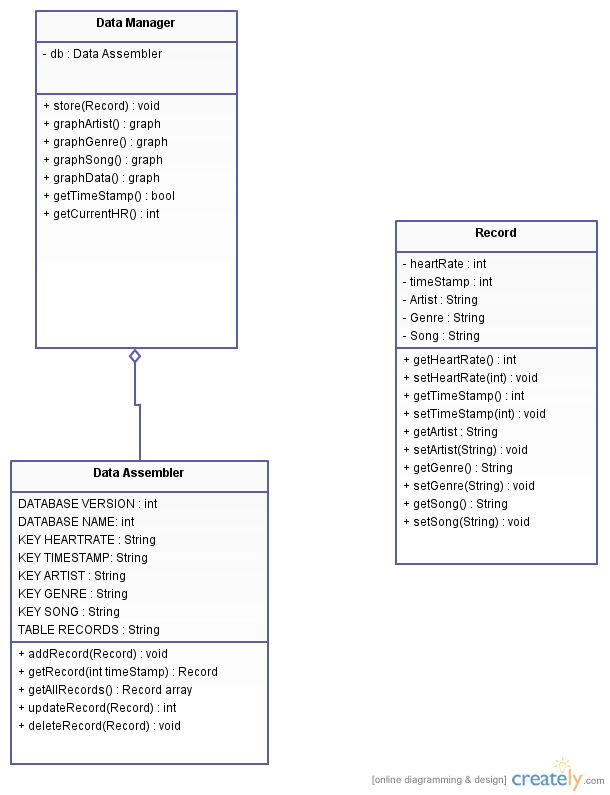 Data Manager
- db : Data Assembler
+ store(Record) : void
+ graphArtist() : graph
+ graphGenre() : graph
+ graphSong() : graph
+ graphData() : graph
+ getTimeStamp() : bool
+ getCurrentHR() : int
Record
- heartRate : int
- timeStamp : int
- Artist : String
- Genre : String
- Song : String
+ getHeartRate() : int
+ setHeartRate(int) : void
+ getTimeStamp() : int
+ setTimeStamp(int) : void
+ getArtist : String
+ setArtist(String) : void
+ getGenre() : String
+ setGenre(String) : void
+ getSong() : String
+ setSong(String) : void
Data Assembler
DATABASE VERSION : int
DATABASE NAME: int
KEY HEARTRATE : String
KEY TIMESTAMP: String
KEY ARTIST : String
KEY GENRE : String
KEY SONG : String
TABLE RECORDS : String
+ addRecord(Record) : void
+ getRecord(int timeStamp) : Record
+ getAllRecords() : Record array
+ updateRecord(Record) : int
+ deleteRecord(Record) : void
[online diagramming & design] creately.com